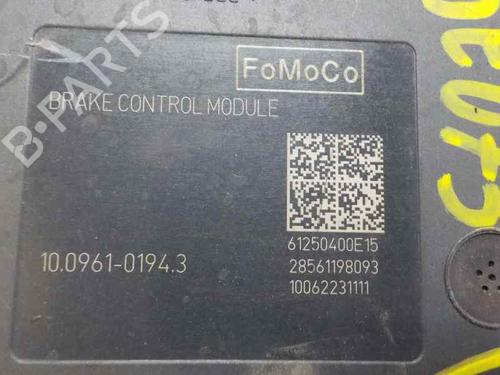 FoMoCo
BRAKE CONTROL MODULE
61250400E15
10.0961-0194.3
28561198093
10062231111
B-PARTS